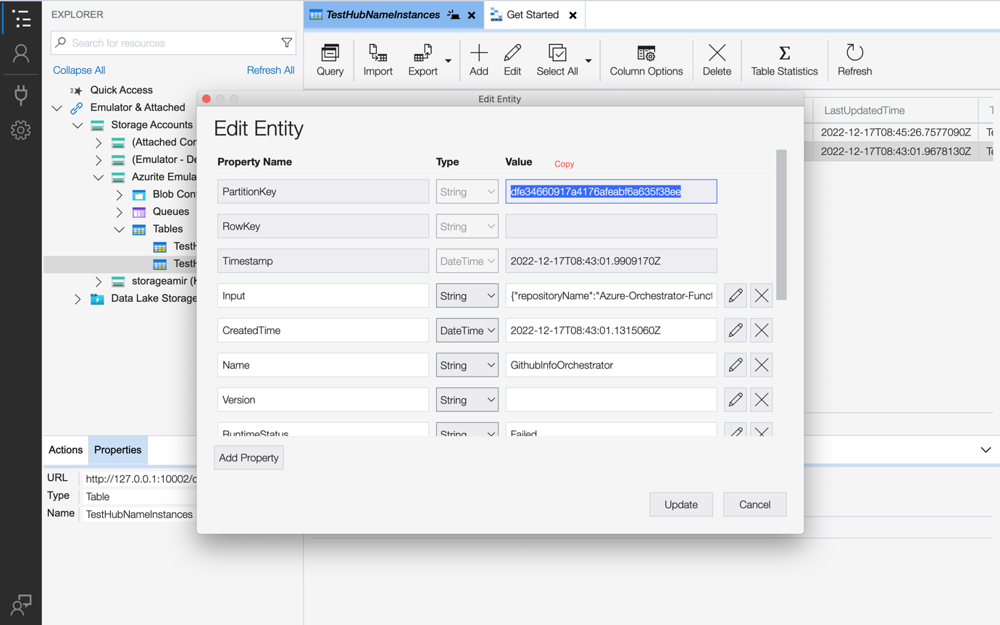 EXPLORER
Search for resources
Collapse All Refresh All
Quick Access
Emulator & Attached
Storage Accounts
(Attached Cor
(Emulator - De
Azurite Emula
Blob Con
Queues
Tables
TestH
TestH
storageamir (K
Data Lake Storage
Actions Properties
URL http://127.0.0.1:10002/
Type Table
Name TestHubNameInstances
TestHubNameInstances Get Started
Query Import Export Add Edit Select All Column Options Delete Table Statistics Refresh
LastUpdatedTime T
2022-12-17T08:45:26.7577090Z Te
2022-12-17T08:43:01.9678130Z Te
Edit Entity
Edit Entity
Property Name Type Value Copy
PartitionKey String dfe34660917a4176afeabf6a635f38ee
RowKey String
Timestamp DateTime 2022-12-17T08:43:01.9909170Z
Input String {"repositoryName":"Azure-Orchestrator-Funct
CreatedTime DateTime 2022-12-17T08:43:01.1315060Z
Name String GithubInfoOrchestrator
Version String
RuntimeStatus String Failed
Add Property
Update Cancel